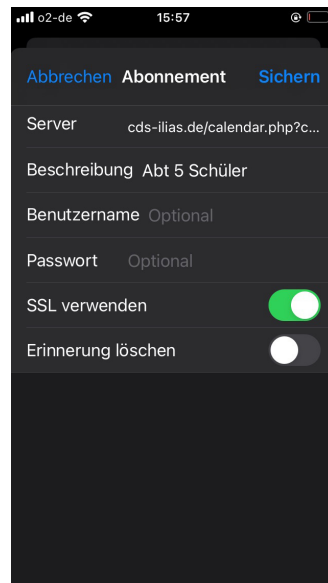 o2-de 15:57
Abbrechen Abonnement Sichern
Server cds-ilias.de/calendar.php?c...
Beschreibung Abt 5 Schüler
Benutzername Optional
Passwort Optional
SSL verwenden
Erinnerung löschen